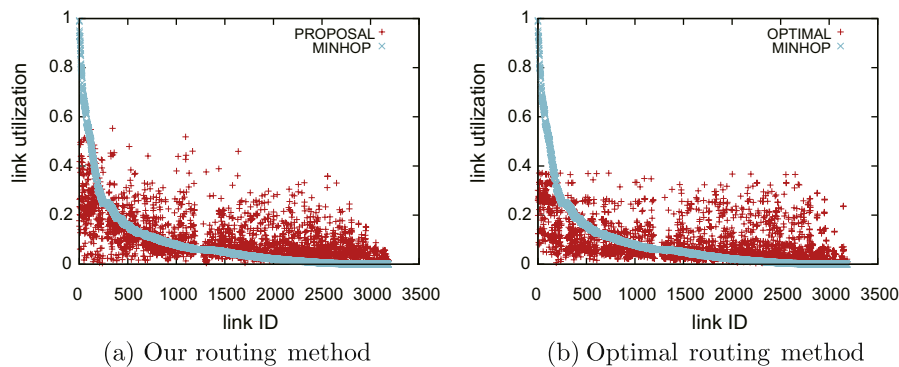 PROPOSAL
MINHOP
link utilization
1
0.8
0.6
0.4
0.2
0
0 500 1000 1500 2000 2500 3000 3500
link ID
(a) Our routing method
OPTIMAL
MINHOP
link utilization
1
0.8
0.6
0.4
0.2
0
0 500 1000 1500 2000 2500 3000 3500
link ID
(b) Optimal routing method